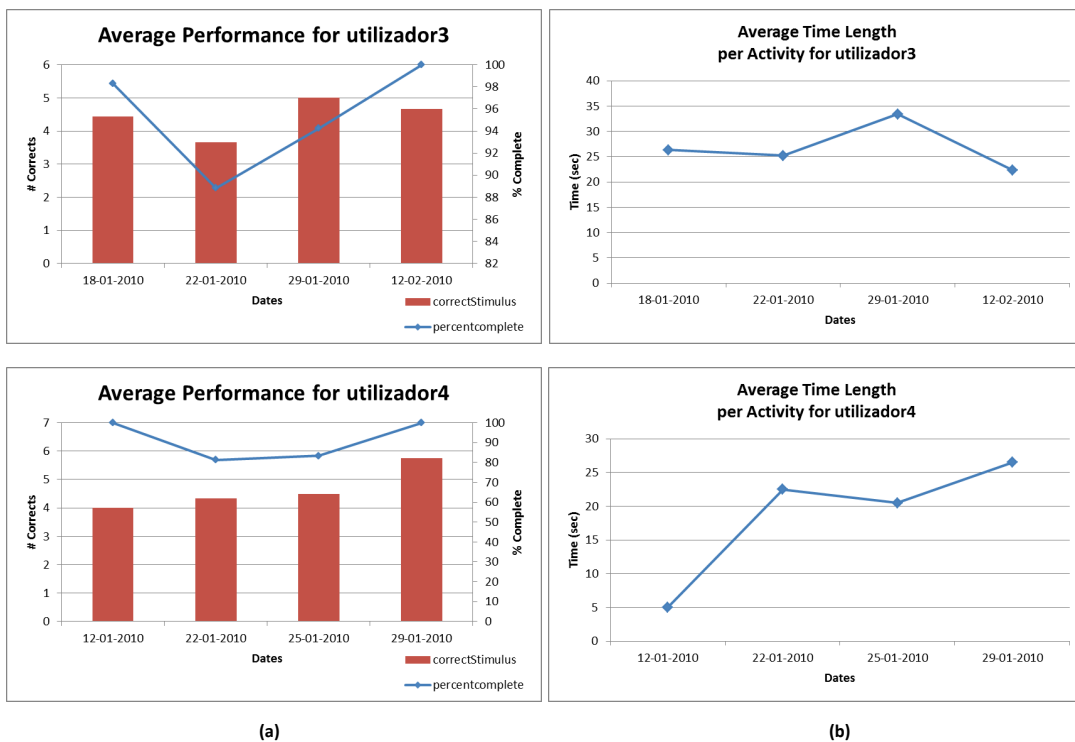 Average Performance for utilizador3
6
5
4
3
2
1
0
# Corrects
100
98
96
94
92
90
88
86
84
82
% Complete
18-01-2010 22-01-2010 29-01-2010 12-02-2010
Dates
correctStimulus
percentcomplete
Average Time Length
per Activity for utilizador3
40
35
30
25
20
15
10
5
0
Time (sec)
18-01-2010 22-01-2010 29-01-2010 12-02-2010
Dates
Average Performance for utilizador4
7
6
5
4
3
2
1
0
# Corrects
100
90
80
70
60
50
40
30
20
10
0
% Complete
12-01-2010 22-01-2010 25-01-2010 29-01-2010
Dates
correctStimulus
percentcomplete
Average Time Length
per Activity for utilizador4
30
25
20
15
10
5
0
Time (sec)
12-01-2010 22-01-2010 25-01-2010 29-01-2010
Dates
(a)
(b)